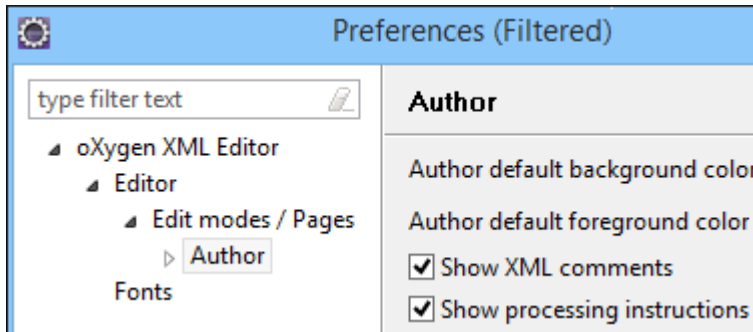 Preferences (Filtered)
type filter text
oXygen XML Editor
Editor
Edit modes / Pages
Author
Fonts
Author
Author default background color
Author default foreground color
Show XML comments
Show processing instructions